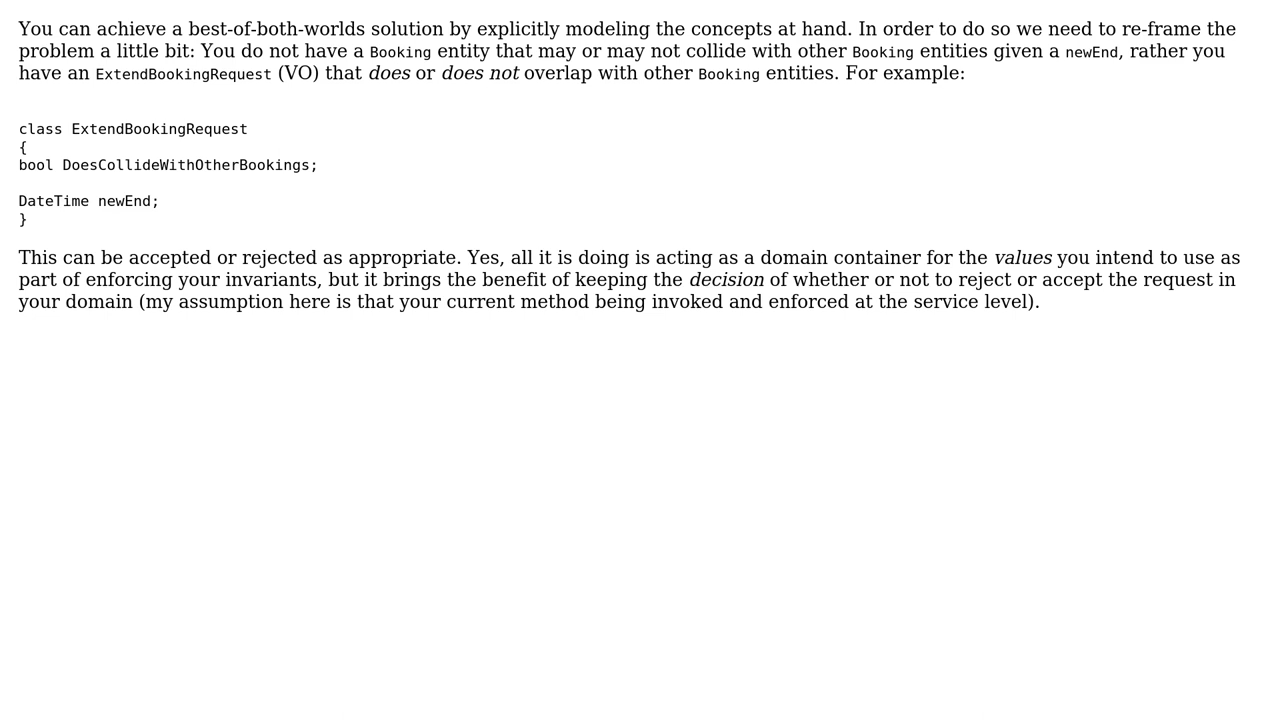 You can achieve a best-of-both-worlds solution by explicitly modeling the concepts at hand. In order to do so we need to re-frame the
problem a little bit: You do not have a Booking entity that may or may not collide with other Booking entities given a newEnd, rather you
have an ExtendBookingRequest (VO) that does or does not overlap with other Booking entities. For example:
class ExtendBookingRequest
{
bool DoesCollideWithOtherBookings;
DateTime newEnd;
}
This can be accepted or rejected as appropriate. Yes, all it is doing is acting as a domain container for the values you intend to use as
part of enforcing your invariants, but it brings the benefit of keeping the decision of whether or not to reject or accept the request in
your domain (my assumption here is that your current method being invoked and enforced at the service level).